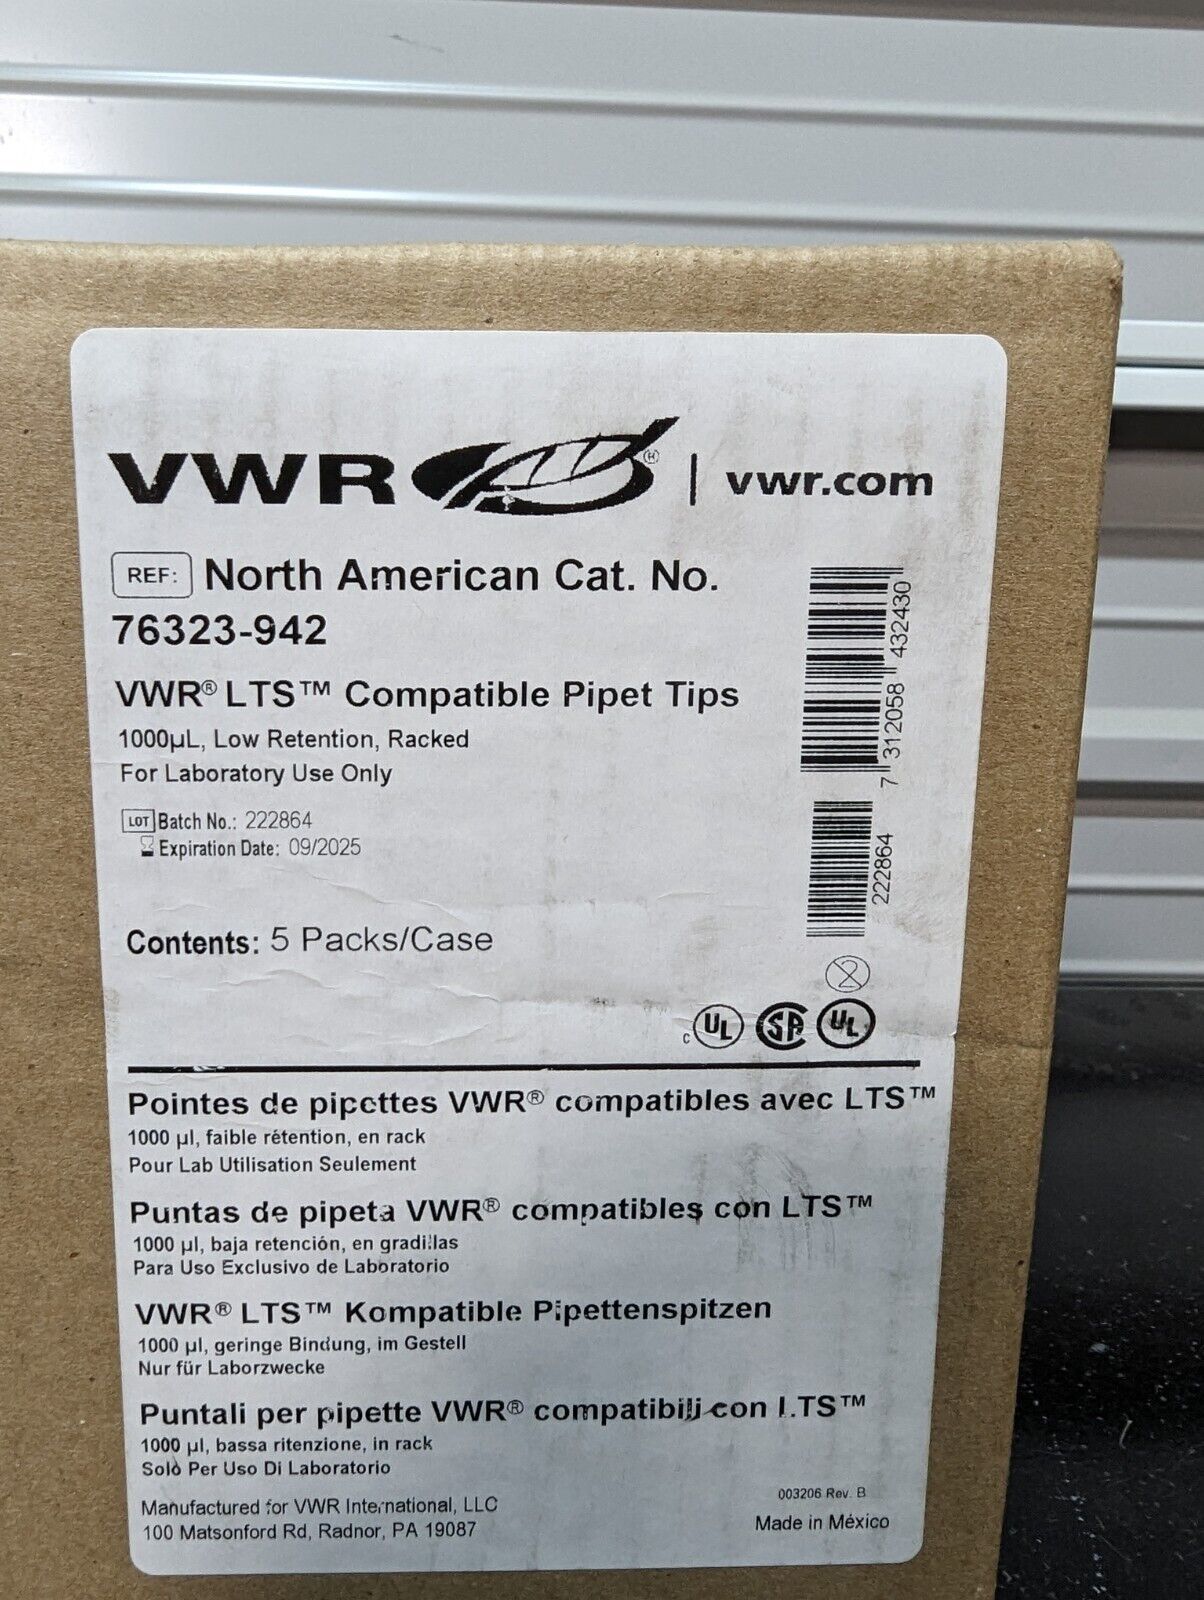 VWR ® | vwr.com
REF: North American Cat. No.
76323-942
VWR® LTS™ Compatible Pipet Tips
1000µL, Low Retention, Racked
For Laboratory Use Only
LOT Batch No.: 222864
Expiration Date: 09/2025
Contents: 5 Packs/Case
7 312058 432430
222864
2
c UL SA UL
Pointes de pipettes VWR® compatibles avec LTS™
1000 µl, faible rétention, en rack
Pour Lab Utilisation Seulement
Puntas de pipeta VWR® compatibles con LTS™
1000 µl, baja retención, en gradillas
Para Uso Exclusivo de Laboratorio
VWR® LTS™ Kompatible Pipettenspitzen
1000 µl, geringe Bindung, im Gestell
Nur für Laborzwecke
Puntali per pipette VWR® compatibili con LTS™
1000 µl, bassa ritenzione, in rack
Solo Per Uso Di Laboratorio
Manufactured for VWR International, LLC
100 Matsonford Rd, Radnor, PA 19087
003206 Rev. B
Made in México